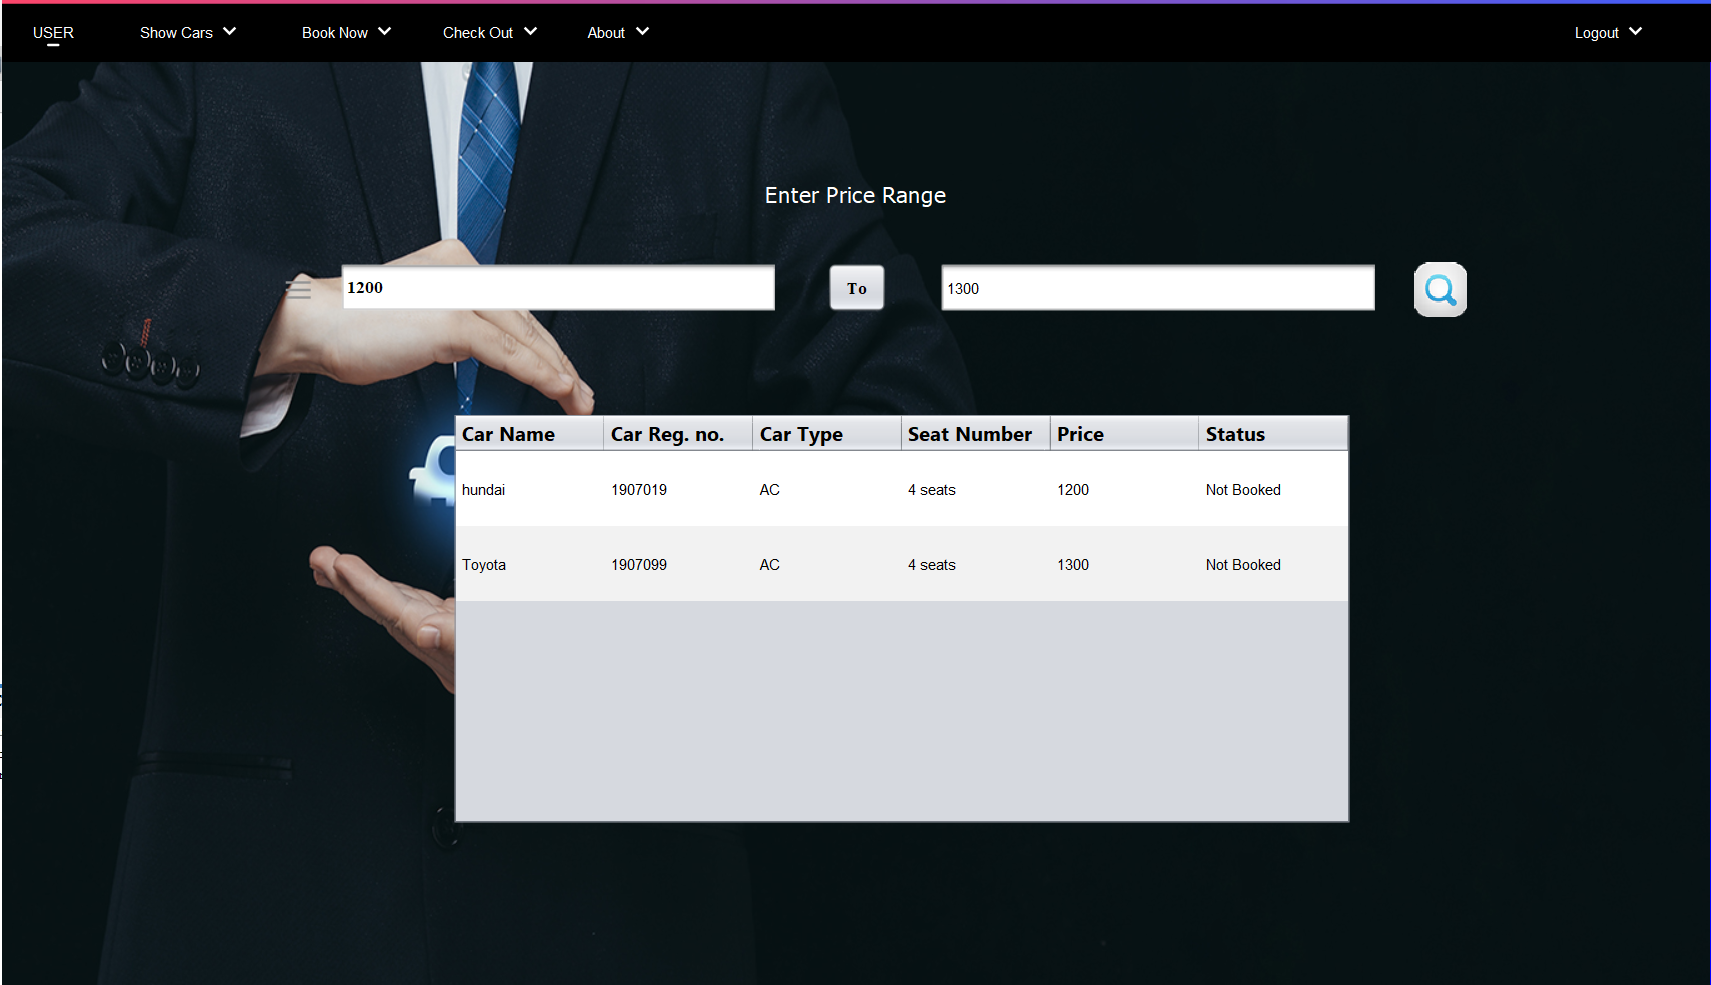 USER Show Cars Book Now Check Out About Logout
Enter Price Range
1200 To 1300
Car Name Car Reg. no. Car Type Seat Number Price Status
hundai 1907019 AC 4 seats 1200 Not Booked
Toyota 1907099 AC 4 seats 1300 Not Booked